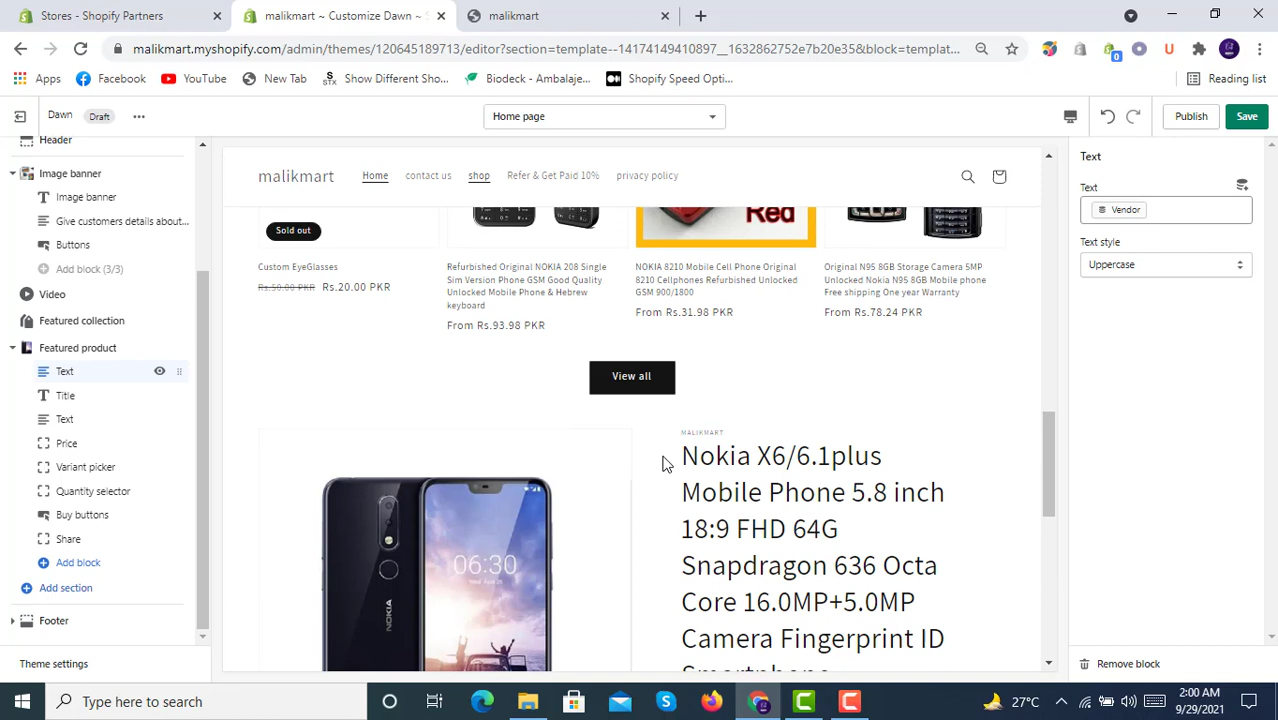 Stores - Shopify Partners
malikmart ~ Customize Dawn ~ S
malikmart
malikmart.myshopify.com/admin/themes/120645189713/editor?section=template--14174149410897__1632862752e7b20e35&block=templat...
Apps
Facebook
YouTube
New Tab
STX
Show Different Sho...
Biodeck - Ambalaje...
Shopify Speed Opti...
Reading list
Dawn
Draft
Home page
Publish
Save
Header
Image banner
Image banner
Give customers details about...
Buttons
Add block (3/3)
Video
Featured collection
Featured product
Text
Title
Text
Price
Variant picker
Quantity selector
Buy buttons
Share
Add block
Add section
Footer
Theme settings
malikmart
Home
contact us
shop
Refer & Get Paid 10%
privacy policy
Sold out
Red
Custom EyeGlasses
Rs.50.00 PKR Rs.20.00 PKR
Refurbished Original NOKIA 208 Single
Sim Version Phone GSM Good Quality
Unlocked Mobile Phone & Hebrew
keyboard
From Rs.93.98 PKR
NOKIA 8210 Mobile Cell Phone Original
8210 Cellphones Refurbished Unlocked
GSM 900/1800
From Rs.31.98 PKR
Original N95 8GB Storage Camera 5MP
Unlocked Nokia N95 8GB Mobile phone
Free shipping One year Warranty
From Rs.78.24 PKR
View all
MALIKMART
Nokia X6/6.1plus
Mobile Phone 5.8 inch
18:9 FHD 64G
Snapdragon 636 Octa
Core 16.0MP+5.0MP
Camera Fingerprint ID
Smartphone
NOKIA
06:30
Text
Text
Vendor
Text style
Uppercase
Remove block
Type here to search
27°C
2:00 AM
9/29/2021